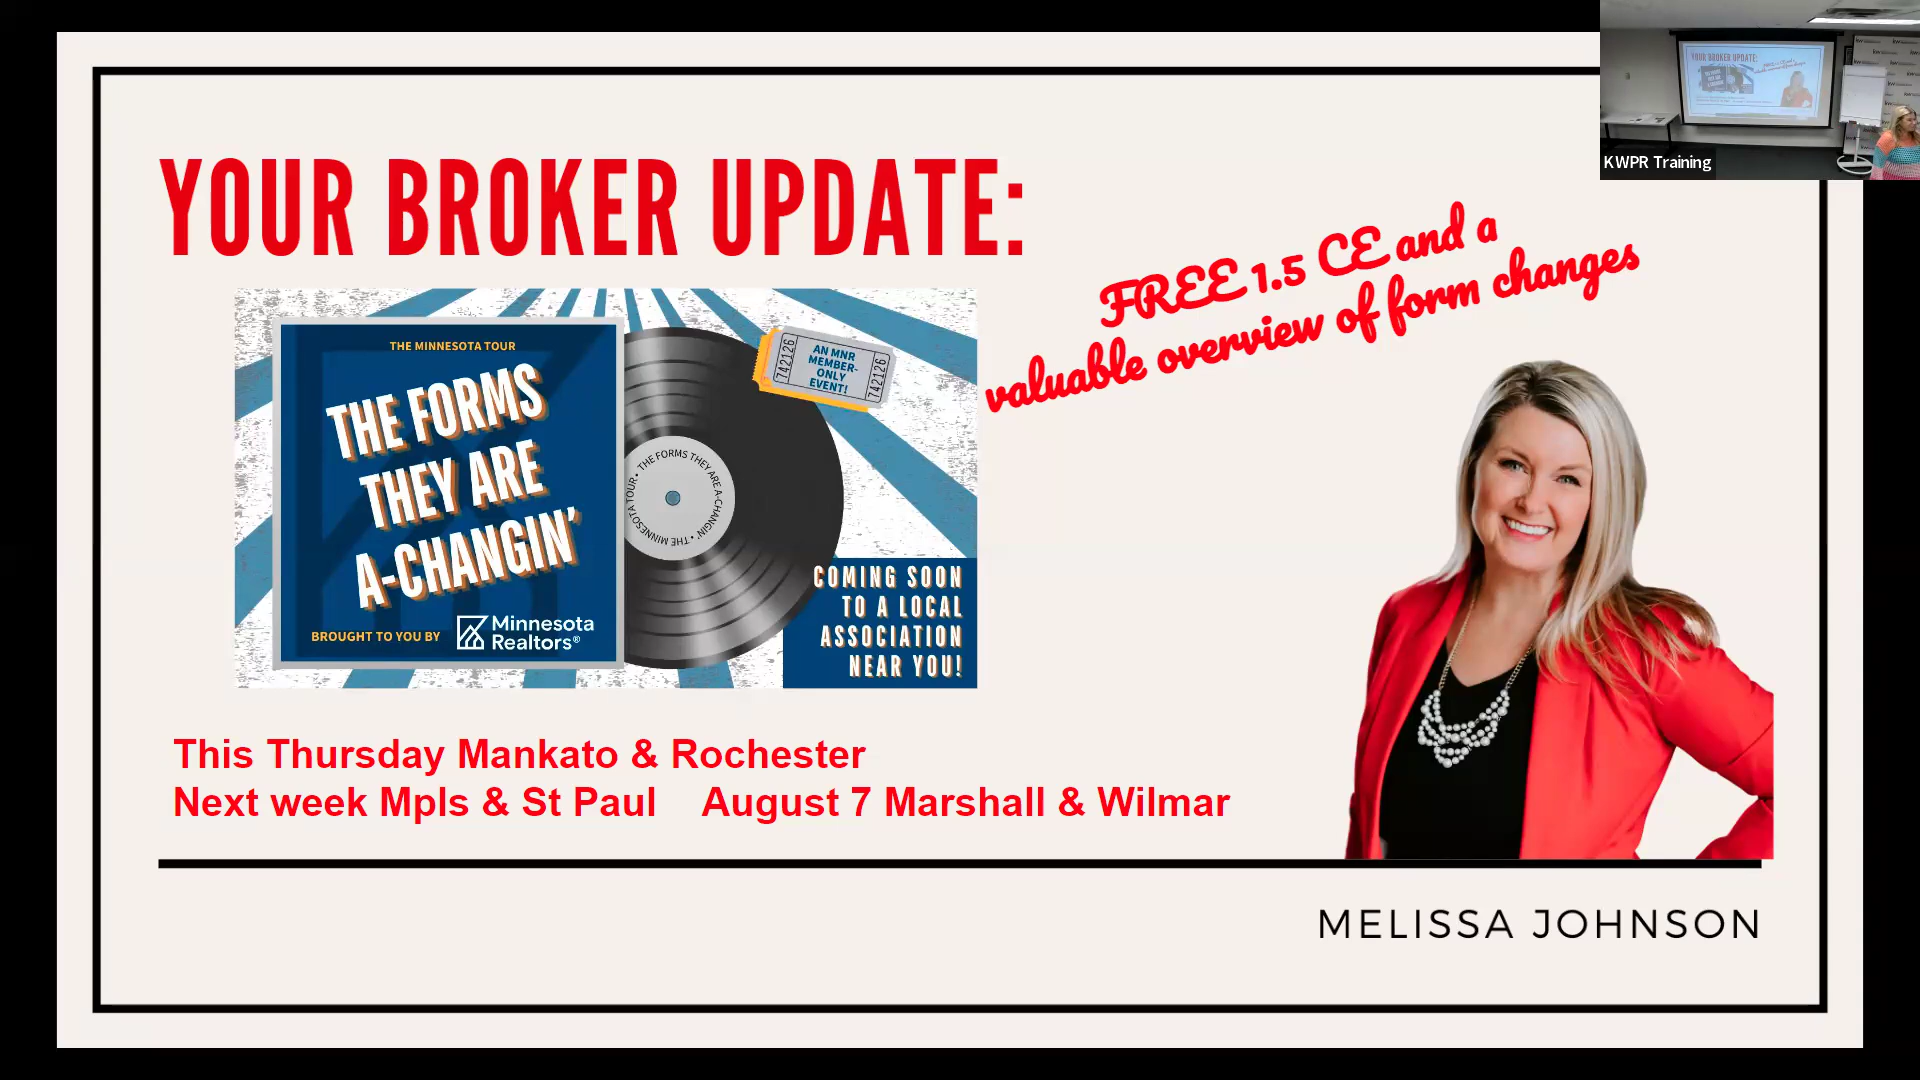 YOUR BROKER UPDATE:
KWPR Training
FREE 1.5 CE and a
valuable overview of form changes
THE MINNESOTA TOUR
THE FORMS
THEY ARE
A-CHANGIN'
BROUGHT TO YOU BY
Minnesota
Realtors®
THE FORMS THEY ARE A-CHANGIN' • THE MINNESOTA TOUR •
742126
AN MNR
MEMBER-
ONLY
EVENT!
742126
COMING SOON
TO A LOCAL
ASSOCIATION
NEAR YOU!
This Thursday Mankato & Rochester
Next week Mpls & St Paul August 7 Marshall & Wilmar
MELISSA JOHNSON